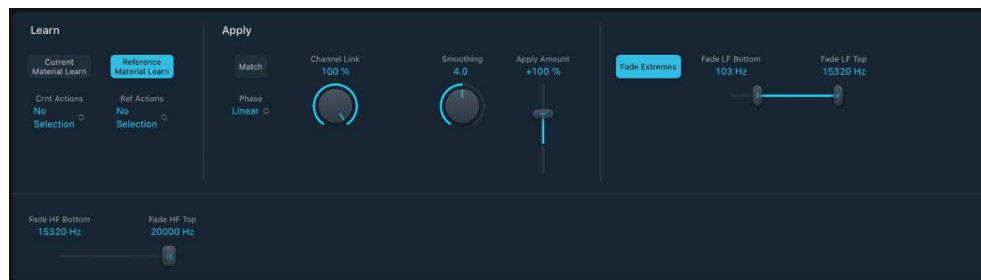 Learn
Apply
Current
Material Learn
Reference
Material Learn
Match
Channel Link
100 %
Smoothing
4.0
Apply Amount
+100 %
Fade Extremes
Fade LF Bottom
103 Hz
Fade LF Top
15320 Hz
Crnt Actions
No
Selection
Ref Actions
No
Selection
Phase
Linear
Fade HF Bottom
15320 Hz
Fade HF Top
20000 Hz